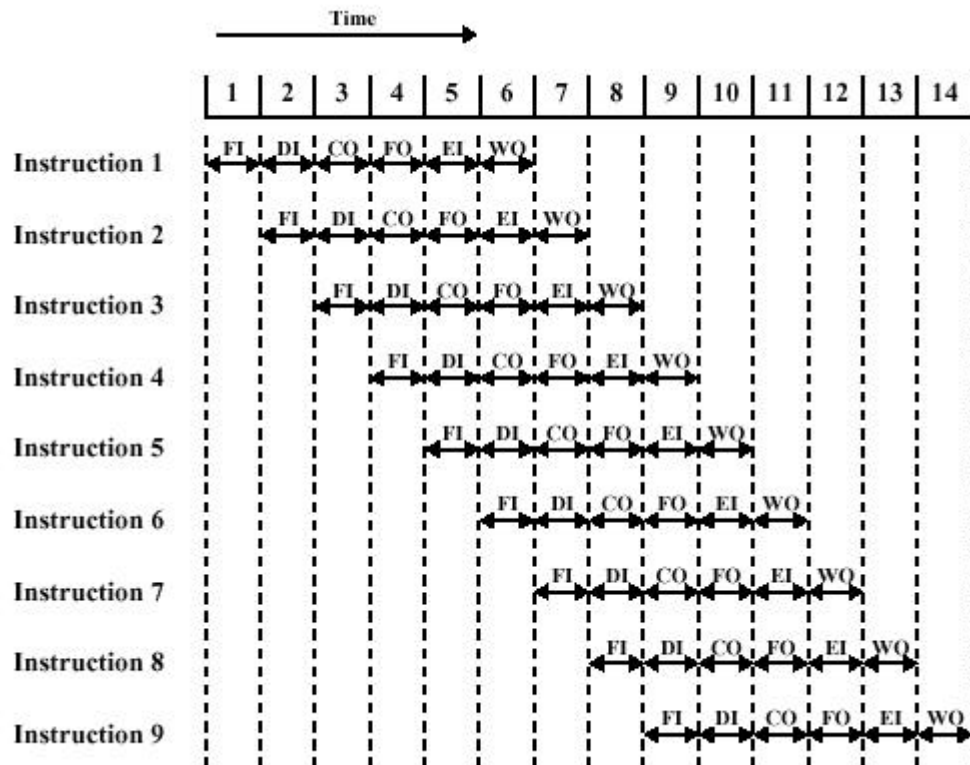 Time
1 2 3 4 5 6 7 8 9 10 11 12 13 14
Instruction 1 FI DI CO FO EI WO
Instruction 2 FI DI CO FO EI WO
Instruction 3 FI DI CO FO EI WO
Instruction 4 FI DI CO FO EI WO
Instruction 5 FI DI CO FO EI WO
Instruction 6 FI DI CO FO EI WO
Instruction 7 FI DI CO FO EI WO
Instruction 8 FI DI CO FO EI WO
Instruction 9 FI DI CO FO EI WO